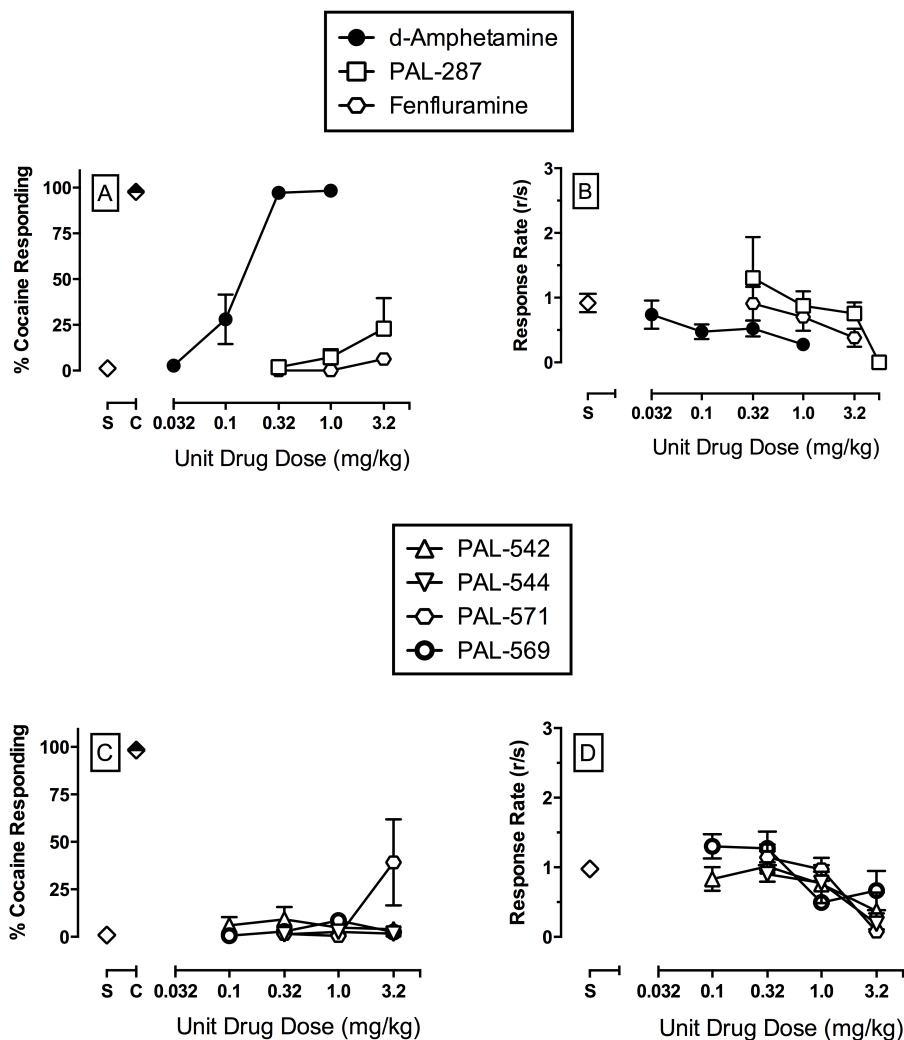 d-Amphetamine
PAL-287
Fenfluramine
A
% Cocaine Responding
100
75
50
25
0
S C 0.032 0.1 0.32 1.0 3.2
Unit Drug Dose (mg/kg)
B
Response Rate (r/s)
3
2
1
0
S 0.032 0.1 0.32 1.0 3.2
Unit Drug Dose (mg/kg)
PAL-542
PAL-544
PAL-571
PAL-569
C
% Cocaine Responding
100
75
50
25
0
S C 0.032 0.1 0.32 1.0 3.2
Unit Drug Dose (mg/kg)
D
Response Rate (r/s)
3
2
1
0
S 0.032 0.1 0.32 1.0 3.2
Unit Drug Dose (mg/kg)